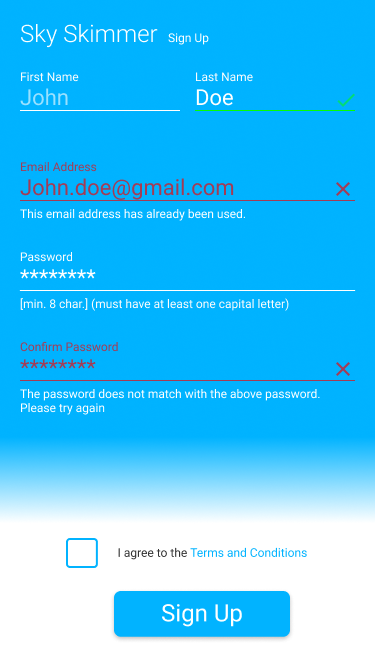 Sky Skimmer Sign Up
First Name Last Name
John Doe
Email Address
John.doe@gmail.com
This email address has already been used.
Password
********
[min. 8 char.] (must have at least one capital letter)
Confirm Password
********
The password does not match with the above password.
Please try again
I agree to the Terms and Conditions
Sign Up